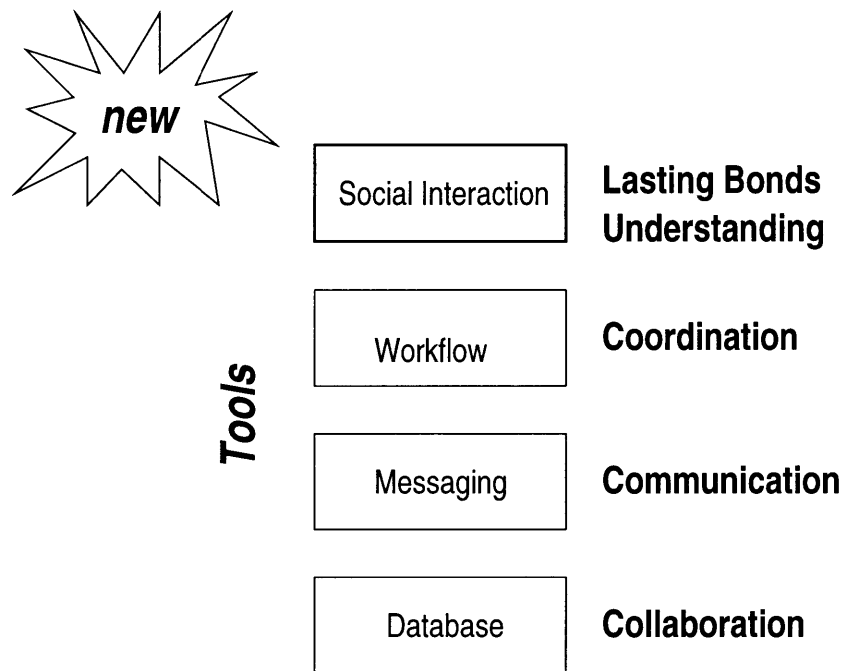 new
Social Interaction
Lasting Bonds
Understanding
Workflow
Coordination
Tools
Messaging
Communication
Database
Collaboration